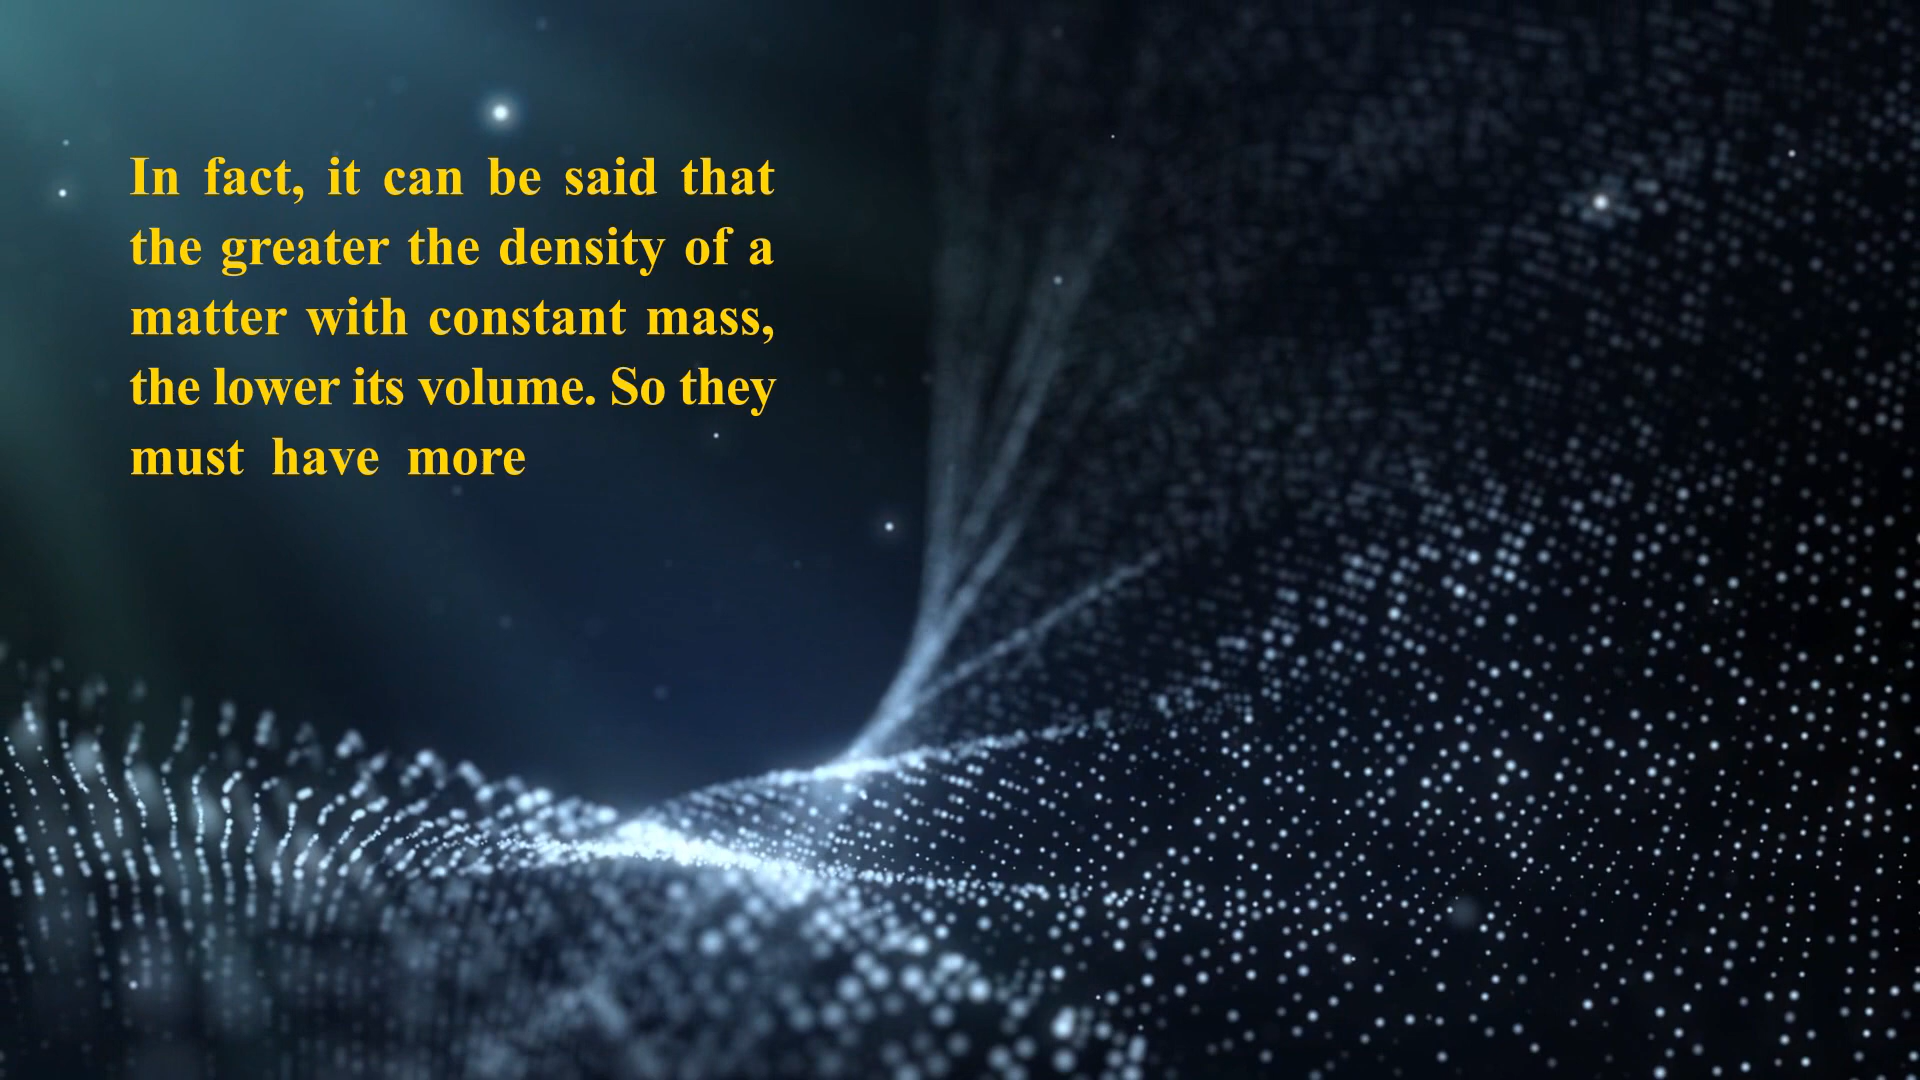 In fact, it can be said that
the greater the density of a
matter with constant mass,
the lower its volume. So they
must have more